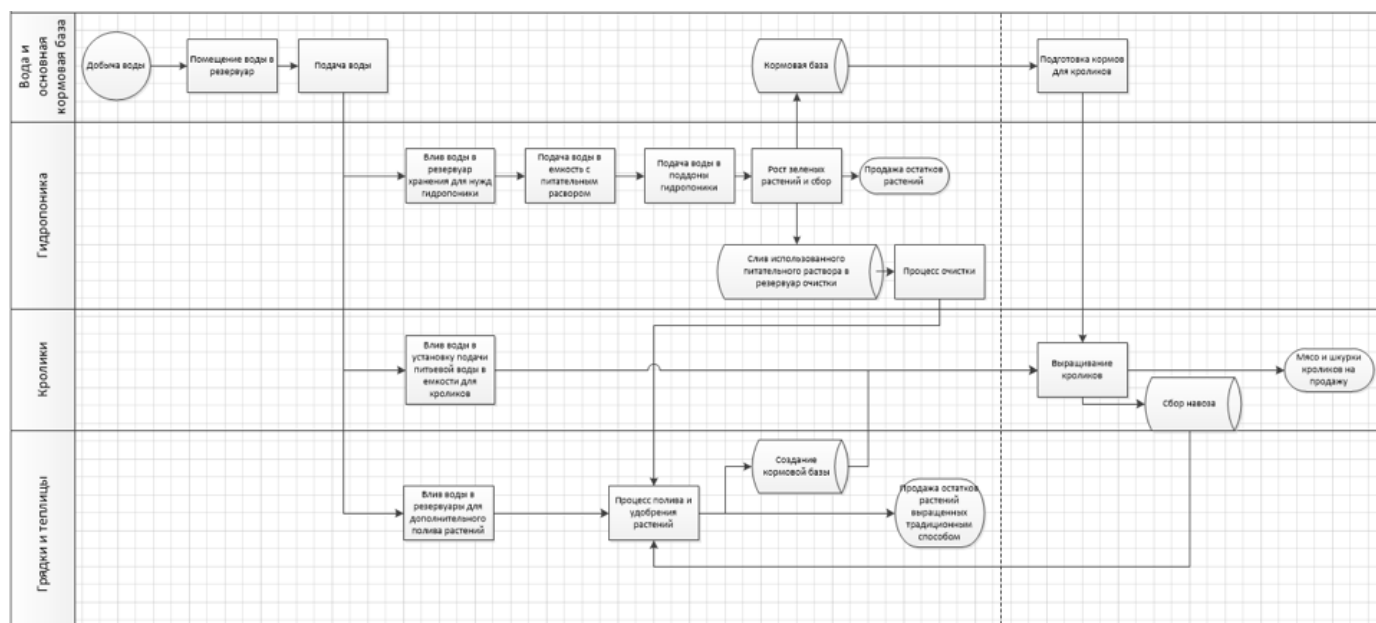 Вода и
основная
кормовая база
Добыча воды
Помещение воды в
резервуар
Подача воды
Кормовая база
Подготовка кормов
для кроликов
Гидропоника
Влив воды в
резервуар
хранения для нужд
гидропоники
Подача воды в
емкость с
питательным
расвором
Подача воды в
поддоны
гидропоники
Рост зеленых
растений и сбор
Продажа остатков
растений
Слив использованного
питательного раствора в
резервуар очистки
Процесс очистки
Кролики
Влив воды в
установку подачи
питьевой воды в
емкости для
кроликов
Выращивание
кроликов
Мясо и шкурки
кроликов на
продажу
Сбор навоза
Грядки и теплицы
Влив воды в
резервуары для
дополнительного
полива растений
Процесс полива и
удобрения
растений
Создание
кормовой базы
Продажа остатков
растений
выращенных
традиционным
способом